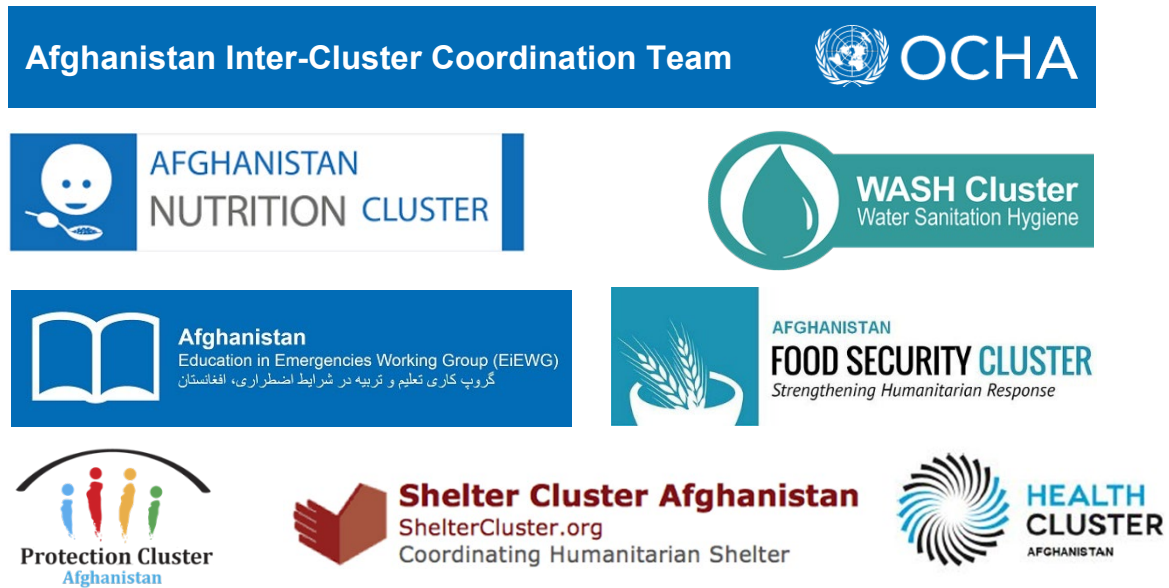 Afghanistan Inter-Cluster Coordination Team
OCHA
AFGHANISTAN
NUTRITION CLUSTER
WASH Cluster
Water Sanitation Hygiene
Afghanistan
Education in Emergencies Working Group (EiEWG)
گروپ کاری تعلیم و تربیه در شرایط اضطراری، افغانستان
AFGHANISTAN
FOOD SECURITY CLUSTER
Strengthening Humanitarian Response
Protection Cluster
Afghanistan
Shelter Cluster Afghanistan
ShelterCluster.org
Coordinating Humanitarian Shelter
HEALTH
CLUSTER
AFGHANISTAN